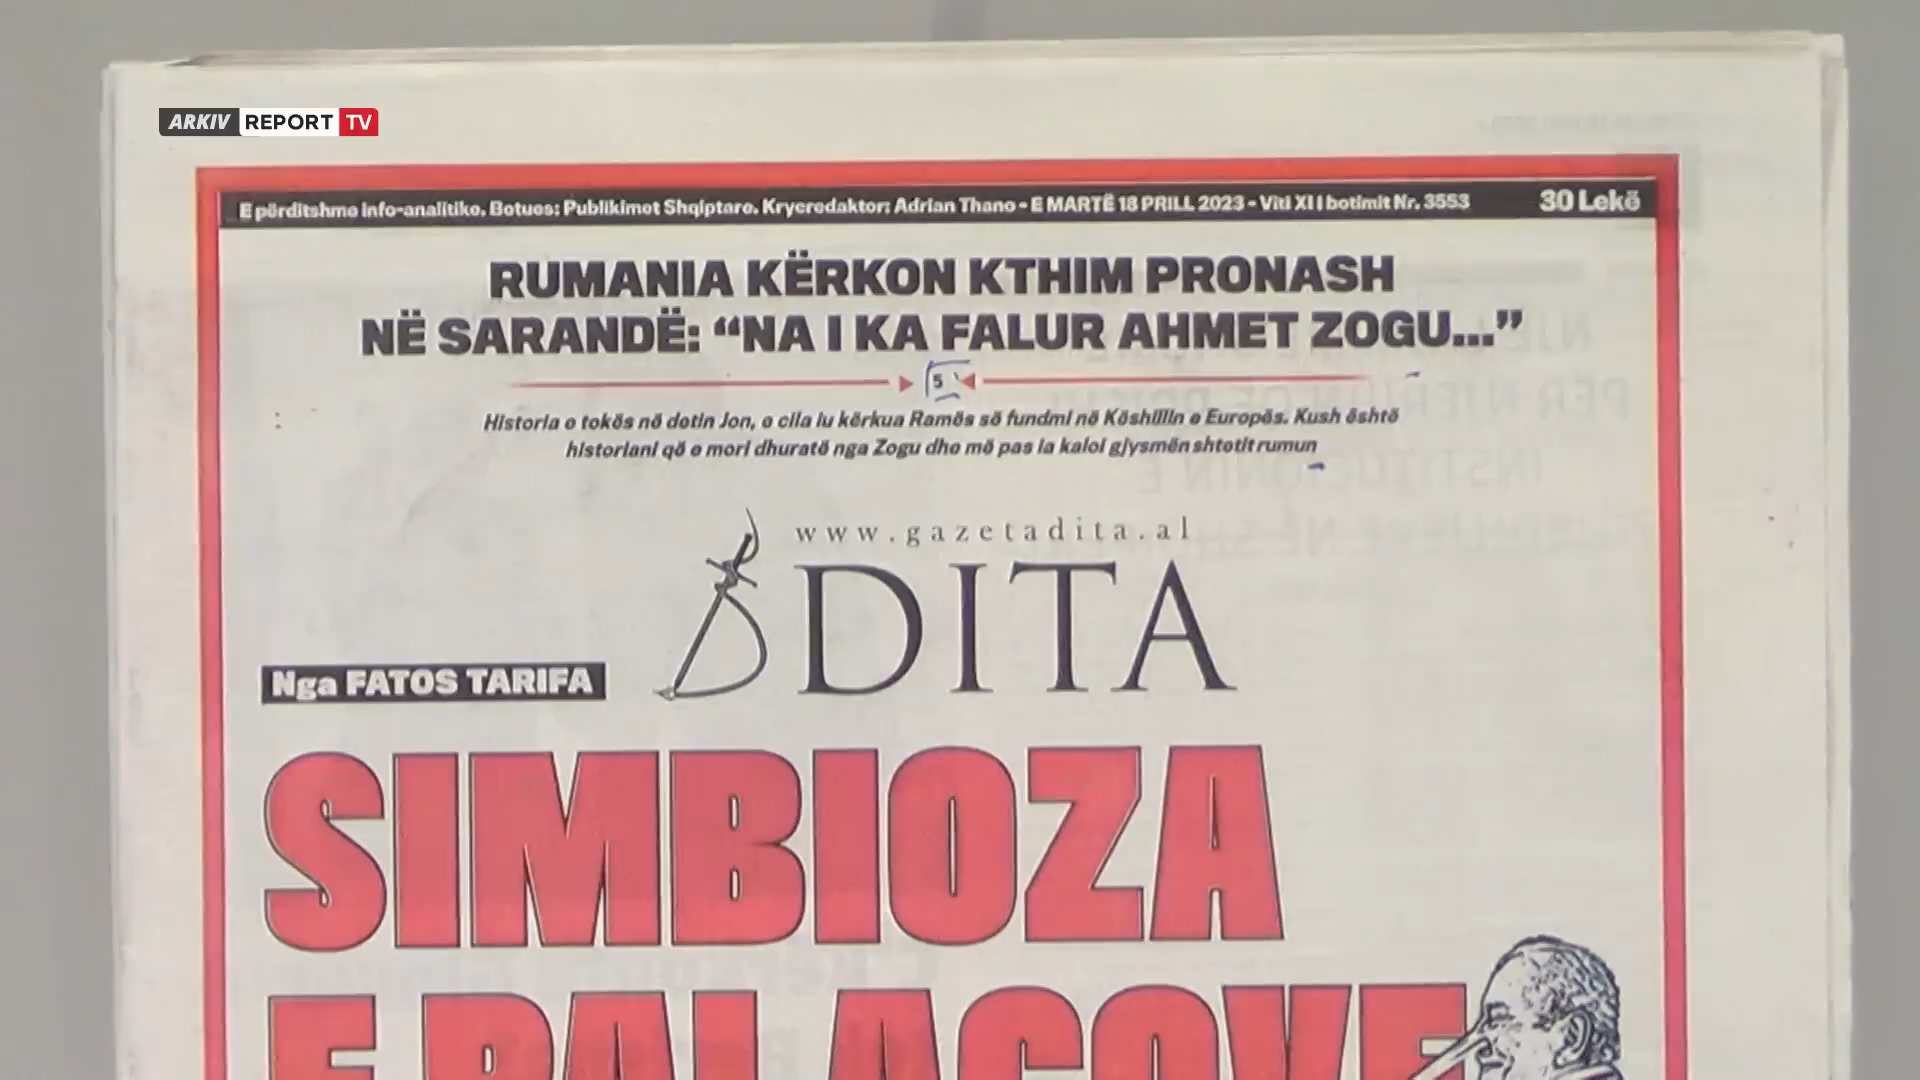 ARKIV REPORT TV
E përditshme info-analitike. Botues: Publikimet Shqiptare. Kryeredaktor: Adrian Thano - E MARTË 18 PRILL 2023 - Viti XI I botimit Nr. 3553 30 Lekë
RUMANIA KËRKON KTHIM PRONASH
NË SARANDË: “NA I KA FALUR AHMET ZOGU...”
5
Historia e tokës në detin Jon, e cila iu kërkua Ramës së fundmi në Këshillin e Europës. Kush është
historiani që e mori dhuratë nga Zogu dhe më pas ia kaloi gjysmën shtetit rumun
www.gazetadita.al
DITA
Nga FATOS TARIFA
SIMBIOZA
E PALAÇOVE